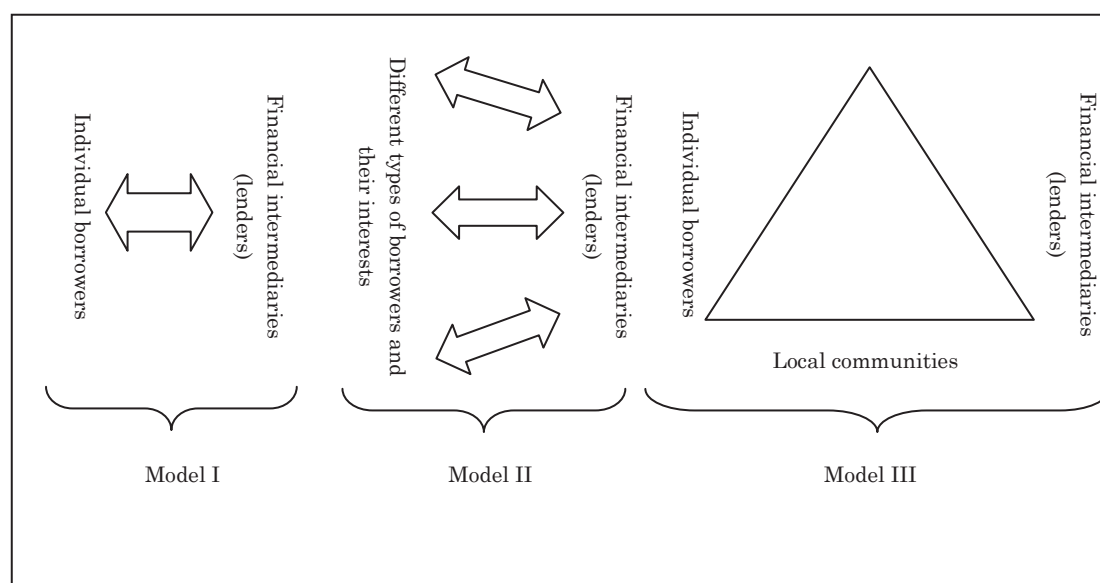 Individual borrowers
Financial intermediaries
(lenders)
Different types of borrowers and
their interests
Financial intermediaries
(lenders)
Individual borrowers
Financial intermediaries
(lenders)
Local communities
Model I
Model II
Model III